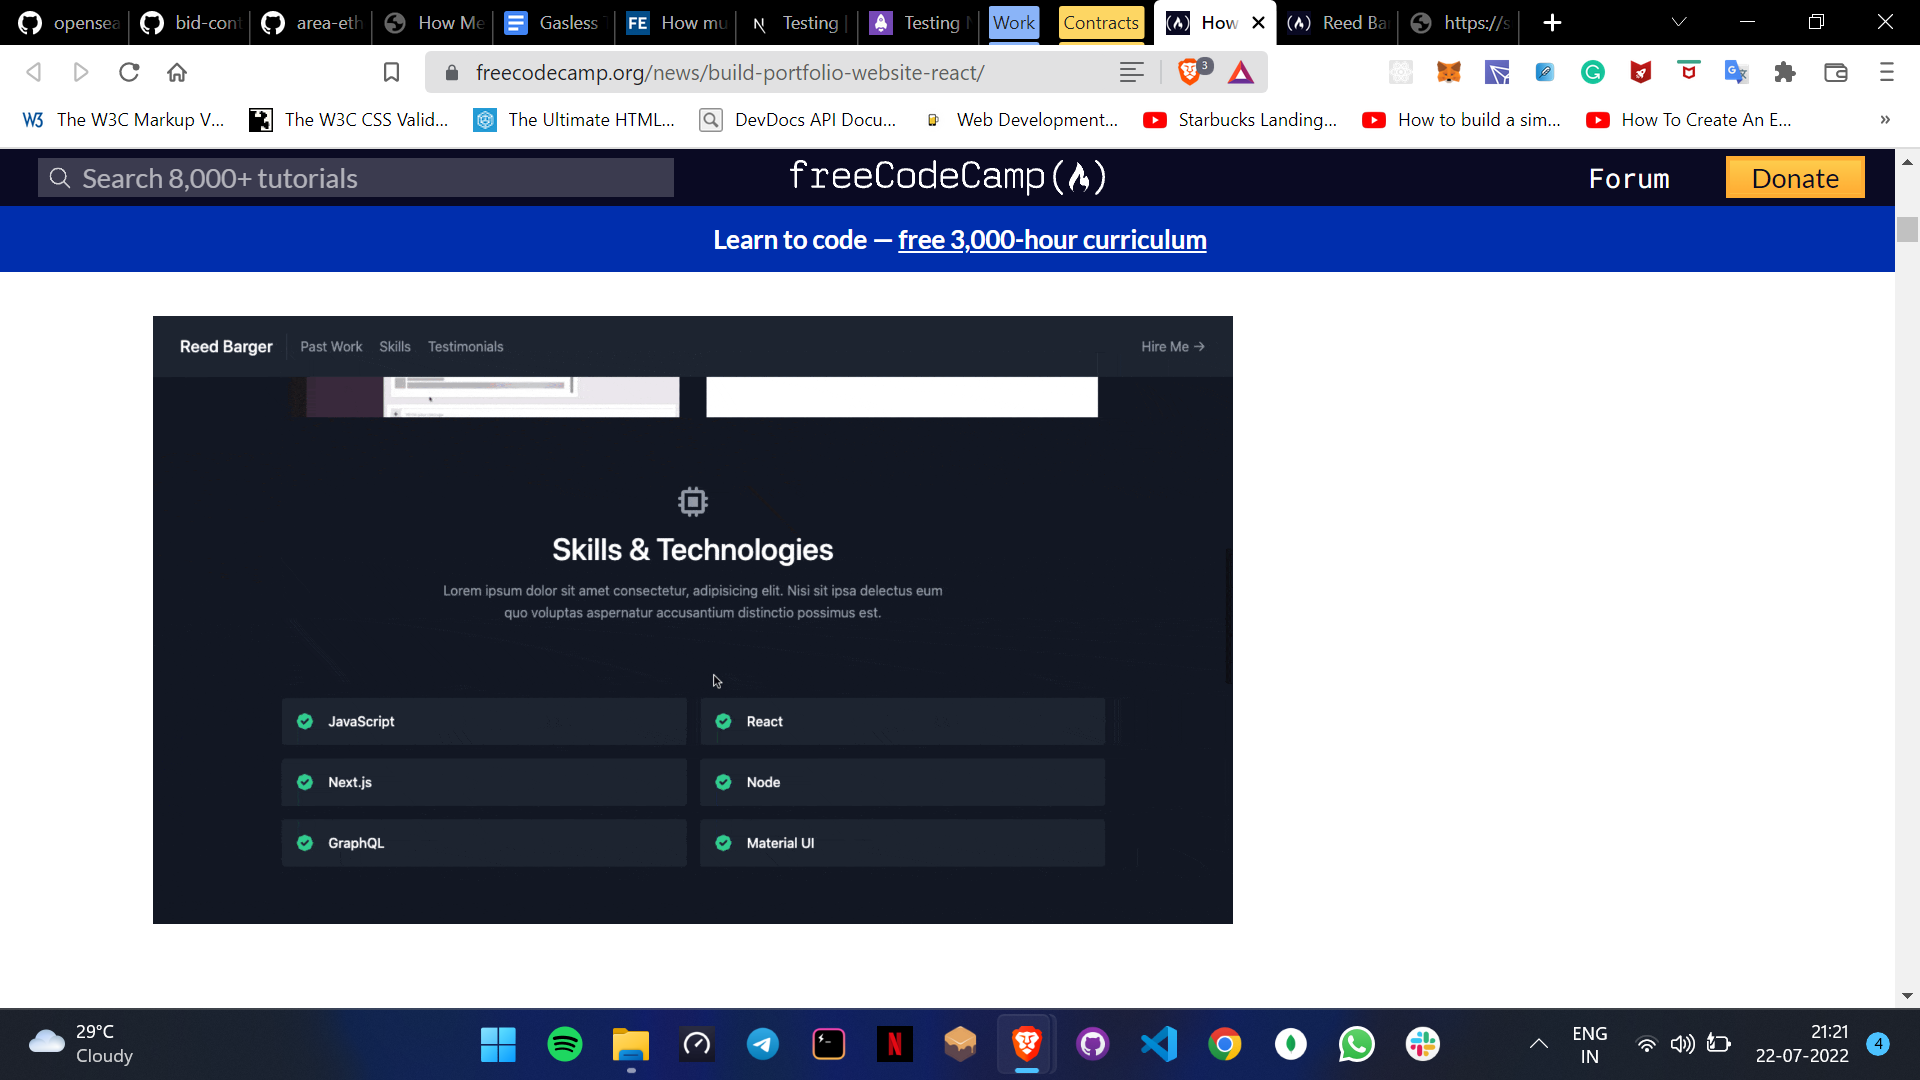 opensea
bid-cont
area-eth
How Me
Gasless T
FE How mu
N Testing |
Testing N
Work
Contracts
How
Reed Bar
https://s
freecodecamp.org/news/build-portfolio-website-react/
3
W3 The W3C Markup V...
The W3C CSS Valid...
The Ultimate HTML...
DevDocs API Docu...
Web Development...
Starbucks Landing...
How to build a sim...
How To Create An E...
»
Search 8,000+ tutorials
freeCodeCamp
Forum
Donate
Learn to code — free 3,000-hour curriculum
Reed Barger
Past Work
Skills
Testimonials
Hire Me →
Skills & Technologies
Lorem ipsum dolor sit amet consectetur, adipisicing elit. Nisi sit ipsa delectus eum
quo voluptas aspernatur accusantium distinctio possimus est.
JavaScript
React
Next.js
Node
GraphQL
Material UI
29°C
Cloudy
ENG
IN
21:21
22-07-2022
4